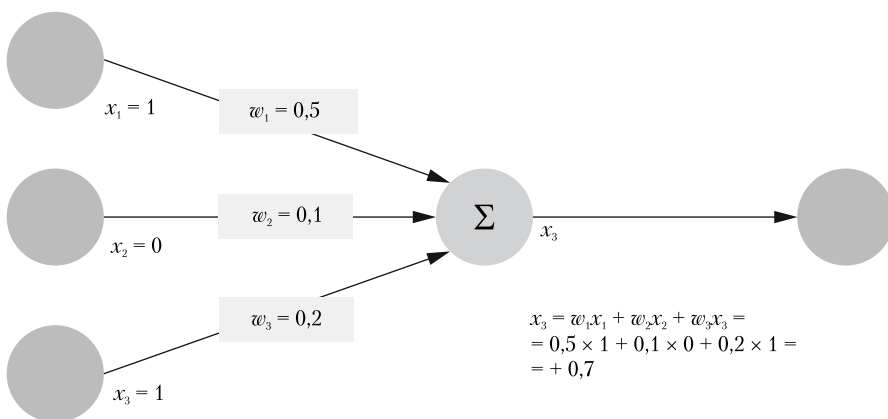 x₁ = 1
w₁ = 0,5
x₂ = 0
w₂ = 0,1
Σ
x₃
x₃ = 1
w₃ = 0,2
x₃ = w₁x₁ + w₂x₂ + w₃x₃ =
= 0,5 × 1 + 0,1 × 0 + 0,2 × 1 =
= + 0,7